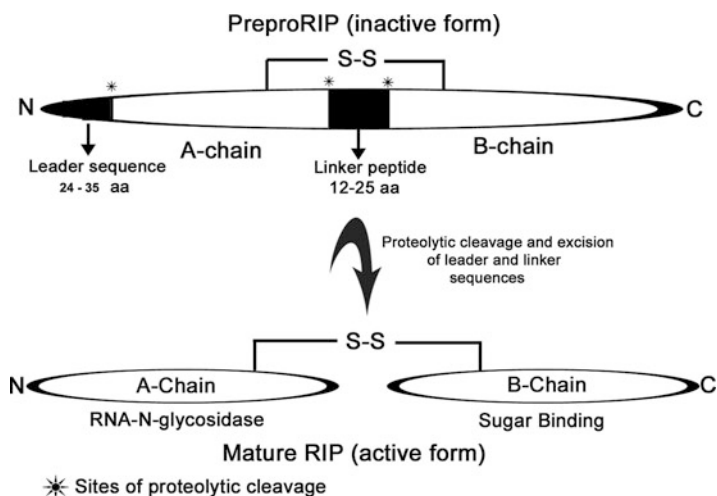 PreproRIP (inactive form)
S-S
N
C
A-chain
B-chain
Leader sequence
24 - 35 aa
Linker peptide
12-25 aa
Proteolytic cleavage and excision
of leader and linker
sequences
S-S
N
A-Chain
B-Chain
C
RNA-N-glycosidase
Sugar Binding
Mature RIP (active form)
Sites of proteolytic cleavage